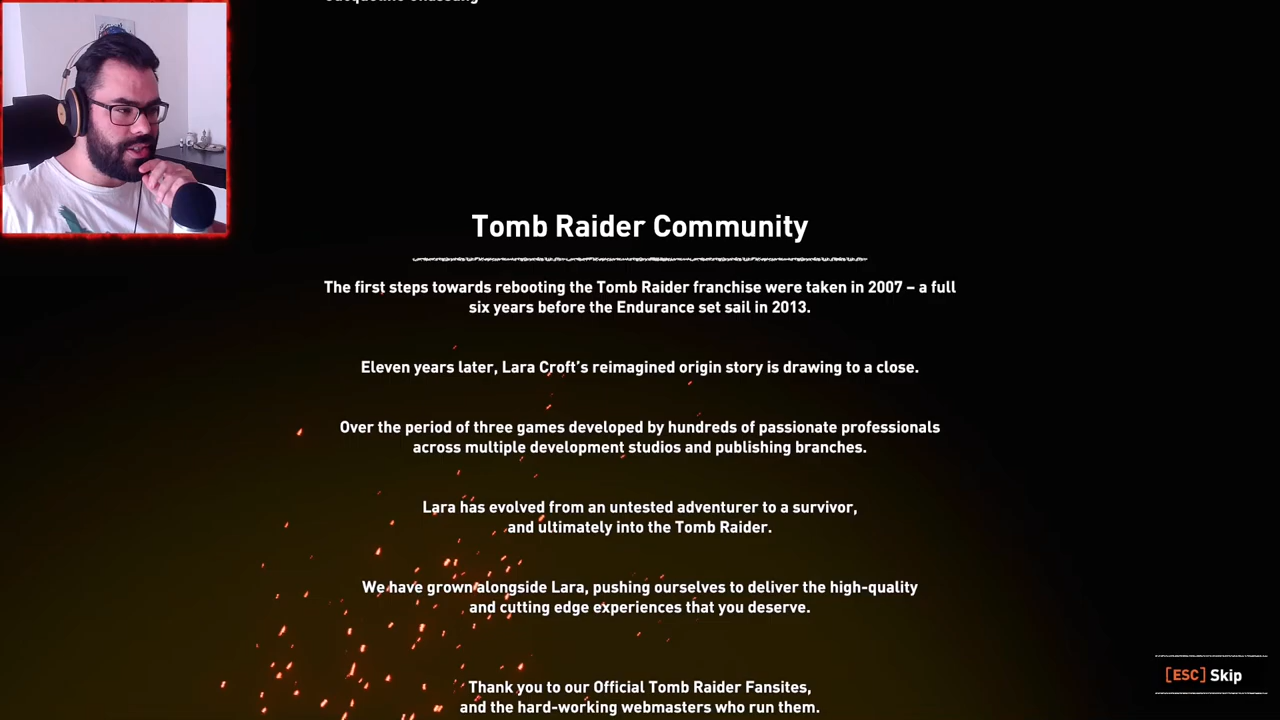 Tomb Raider Community
The first steps towards rebooting the Tomb Raider franchise were taken in 2007 – a full
six years before the Endurance set sail in 2013.
Eleven years later, Lara Croft's reimagined origin story is drawing to a close.
Over the period of three games developed by hundreds of passionate professionals
across multiple development studios and publishing branches.
Lara has evolved from an untested adventurer to a survivor,
and ultimately into the Tomb Raider.
We have grown alongside Lara, pushing ourselves to deliver the high-quality
and cutting edge experiences that you deserve.
[ESC] Skip
Thank you to our Official Tomb Raider Fansites,
and the hard-working webmasters who run them.